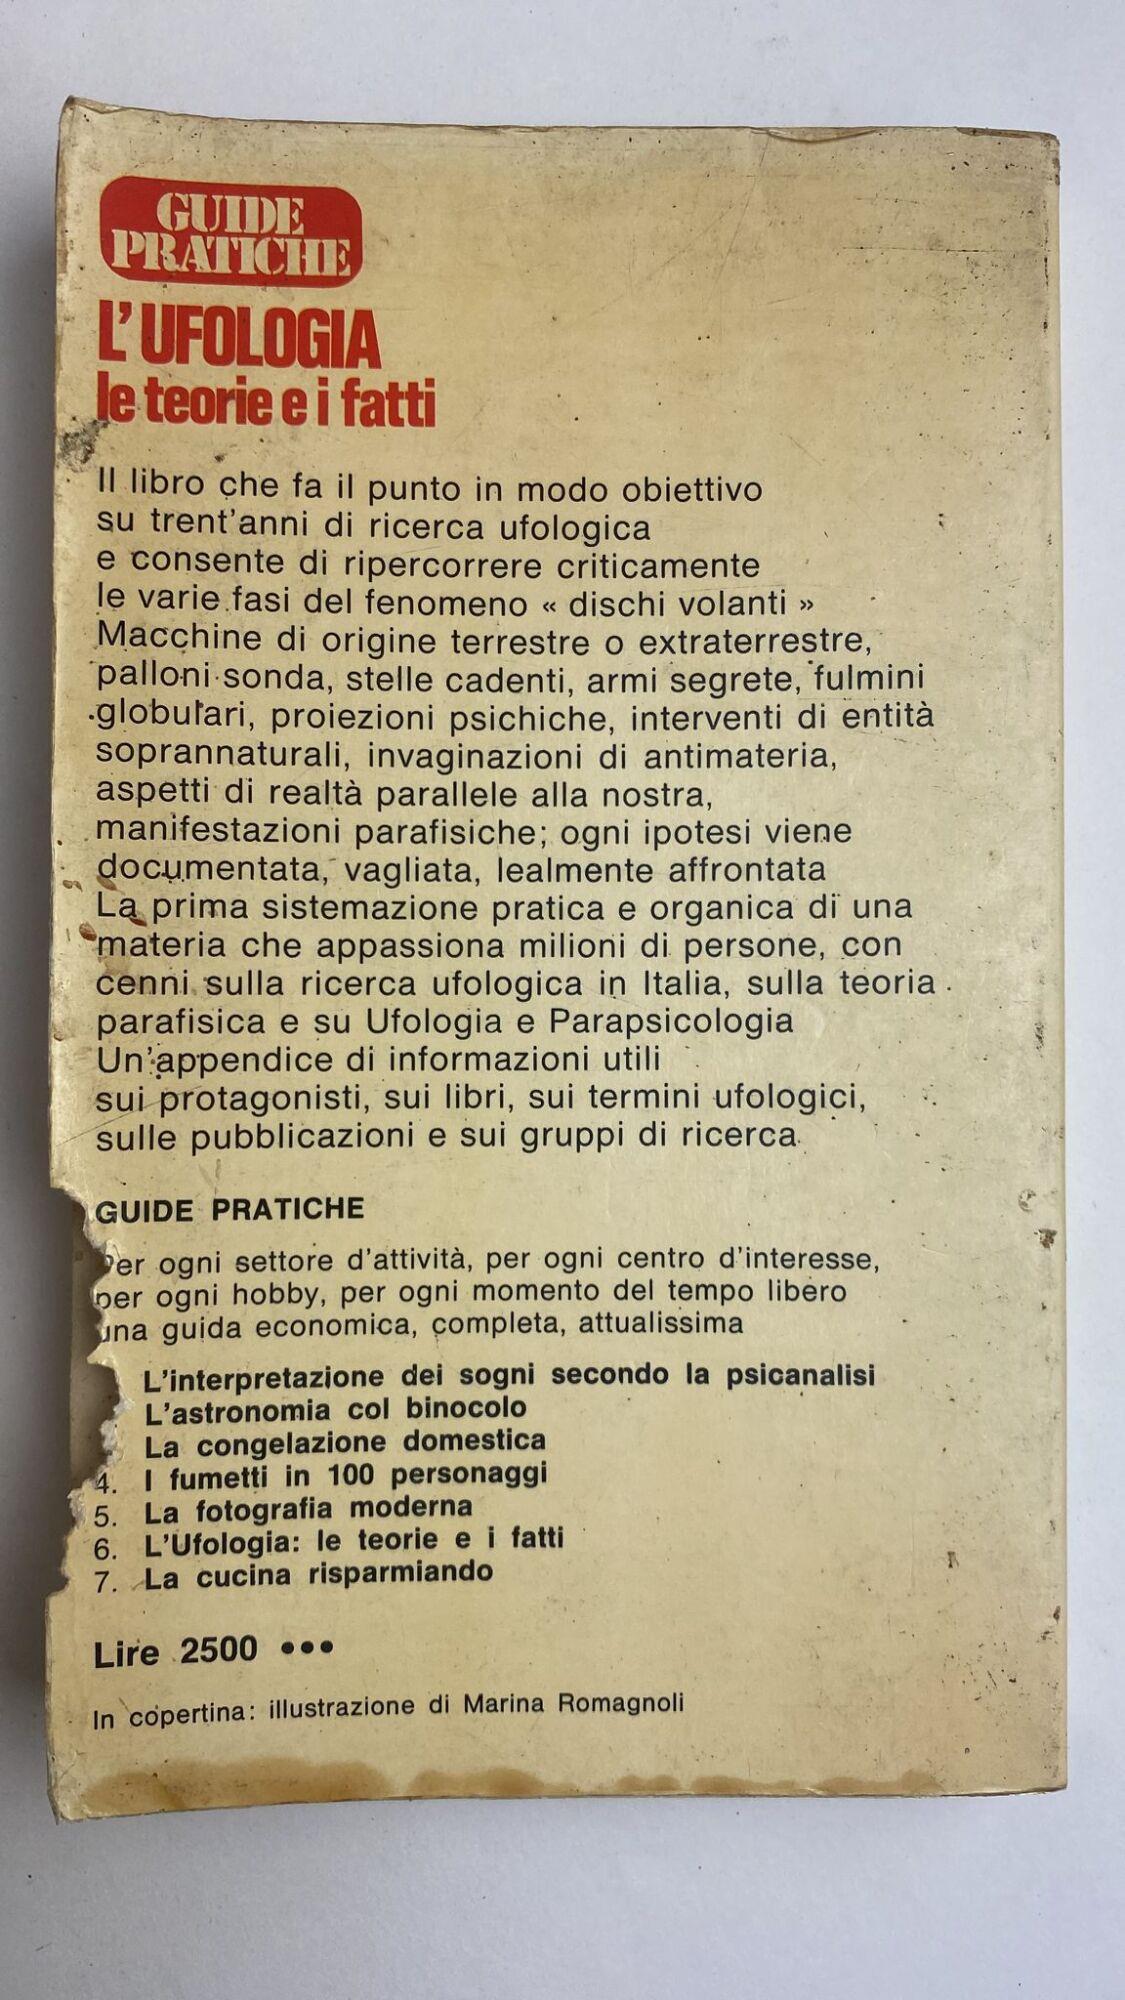 GUIDE
PRATICHE
L'UFOLOGIA
le teorie e i fatti
Il libro che fa il punto in modo obiettivo
su trent'anni di ricerca ufologica
e consente di ripercorrere criticamente
le varie fasi del fenomeno « dischi volanti »
Macchine di origine terrestre o extraterrestre,
palloni sonda, stelle cadenti, armi segrete, fulmini
globulari, proiezioni psichiche, interventi di entità
soprannaturali, invaginazioni di antimateria,
aspetti di realtà parallele alla nostra,
manifestazioni parafisiche; ogni ipotesi viene
documentata, vagliata, lealmente affrontata
La prima sistemazione pratica e organica di una
materia che appassiona milioni di persone, con
cenni sulla ricerca ufologica in Italia, sulla teoria
parafisica e su Ufologia e Parapsicologia
Un'appendice di informazioni utili
sui protagonisti, sui libri, sui termini ufologici,
sulle pubblicazioni e sui gruppi di ricerca
GUIDE PRATICHE
Per ogni settore d'attività, per ogni centro d'interesse,
per ogni hobby, per ogni momento del tempo libero
una guida economica, completa, attualissima
L'interpretazione dei sogni secondo la psicanalisi
L'astronomia col binocolo
La congelazione domestica
4. I fumetti in 100 personaggi
5. La fotografia moderna
6. L'Ufologia: le teorie e i fatti
7. La cucina risparmiando
Lire 2500 •••
In copertina: illustrazione di Marina Romagnoli